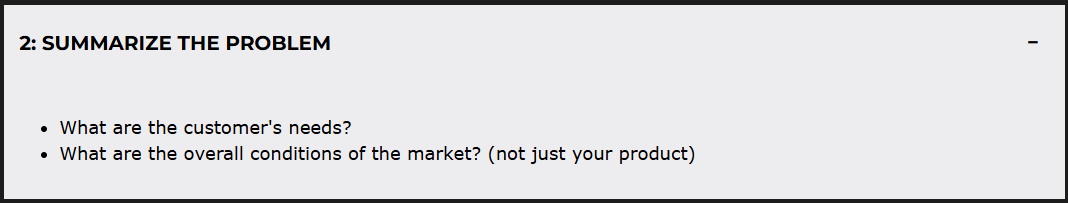 2: SUMMARIZE THE PROBLEM –
• What are the customer's needs?
• What are the overall conditions of the market? (not just your product)